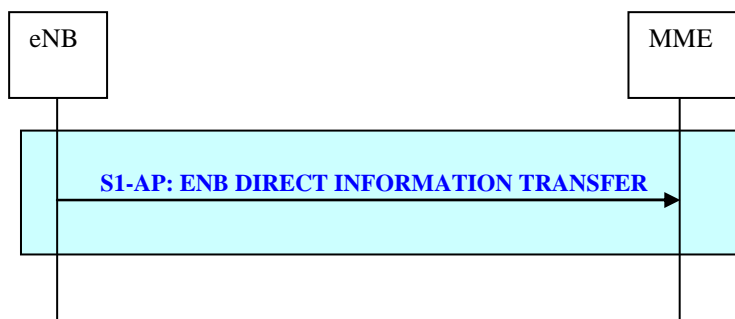 eNB
MME
S1-AP: ENB DIRECT INFORMATION TRANSFER